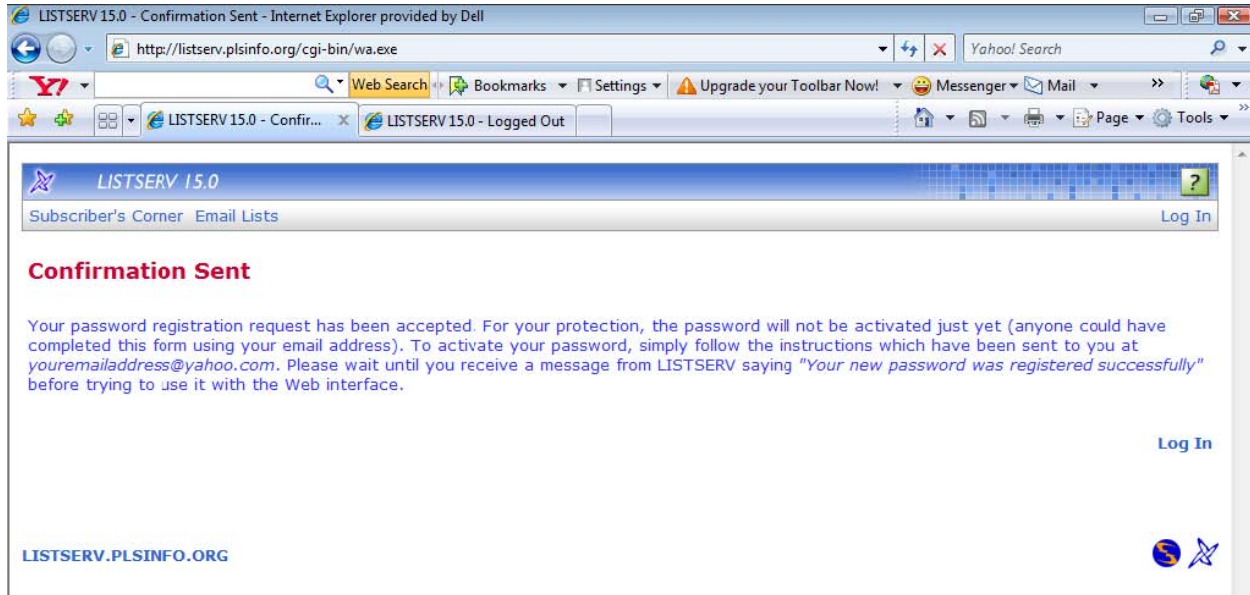 LISTSERV 15.0 - Confirmation Sent - Internet Explorer provided by Dell
http://listserv.plsinfo.org/cgi-bin/wa.exe
Yahoo! Search
Y! Web Search Bookmarks Settings Upgrade your Toolbar Now! Messenger Mail >>
LISTSERV 15.0 - Confir... x LISTSERV 15.0 - Logged Out Page Tools >>
LISTSERV 15.0 ?
Subscriber's Corner Email Lists Log In
Confirmation Sent
Your password registration request has been accepted. For your protection, the password will not be activated just yet (anyone could have
completed this form using your email address). To activate your password, simply follow the instructions which have been sent to you at
youremailaddress@yahoo.com. Please wait until you receive a message from LISTSERV saying "Your new password was registered successfully"
before trying to use it with the Web interface.
Log In
LISTSERV.PLSINFO.ORG